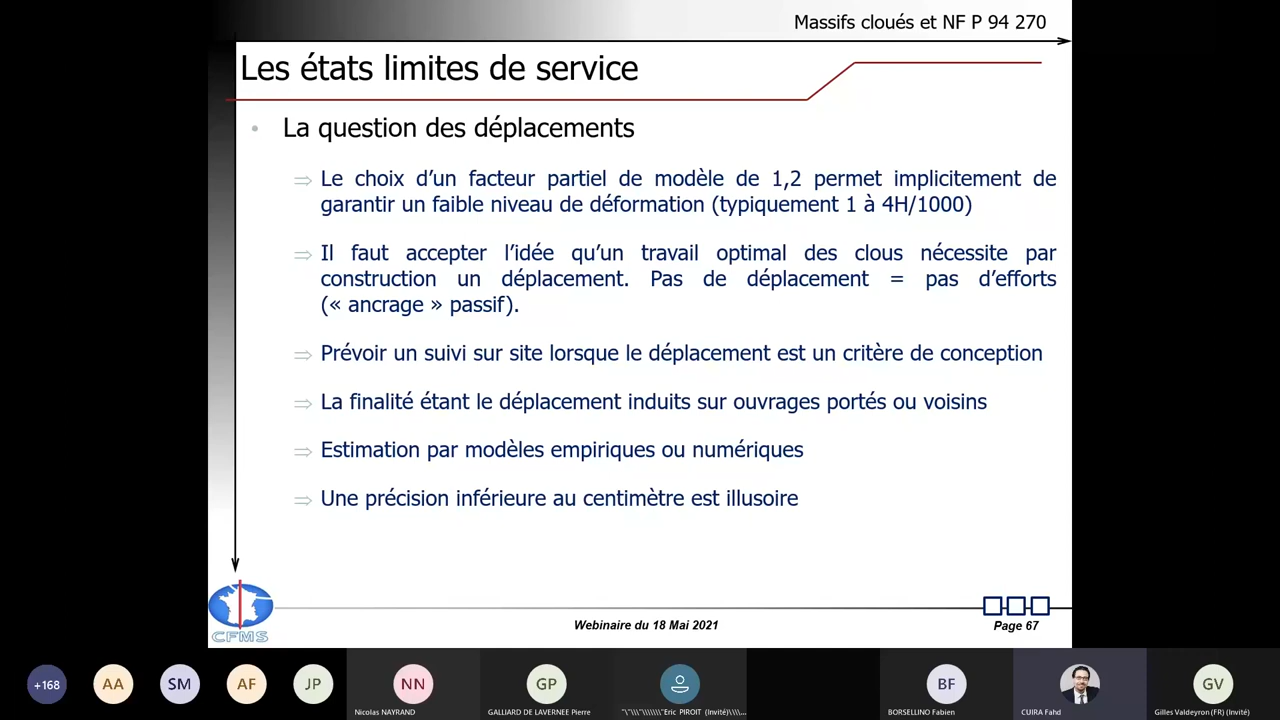 Massifs cloués et NF P 94 270
Les états limites de service
• La question des déplacements
⇒ Le choix d’un facteur partiel de modèle de 1,2 permet implicitement de
garantir un faible niveau de déformation (typiquement 1 à 4H/1000)
⇒ Il faut accepter l’idée qu’un travail optimal des clous nécessite par
construction un déplacement. Pas de déplacement = pas d’efforts
(« ancrage » passif).
⇒ Prévoir un suivi sur site lorsque le déplacement est un critère de conception
⇒ La finalité étant le déplacement induits sur ouvrages portés ou voisins
⇒ Estimation par modèles empiriques ou numériques
⇒ Une précision inférieure au centimètre est illusoire
CFMS
Webinaire du 18 Mai 2021
Page 67
+168
AA
SM
AF
JP
NN
GP
BF
GV
Nicolas NAYRAND
GALLIARD DE LAVERNEE Pierre
"\"\\\"\\\\\\\"Eric PIROIT (Invité)\\\\...
BORSELLINO Fabien
CUIRA Fahd
Gilles Valdeyron (FR) (Invité)